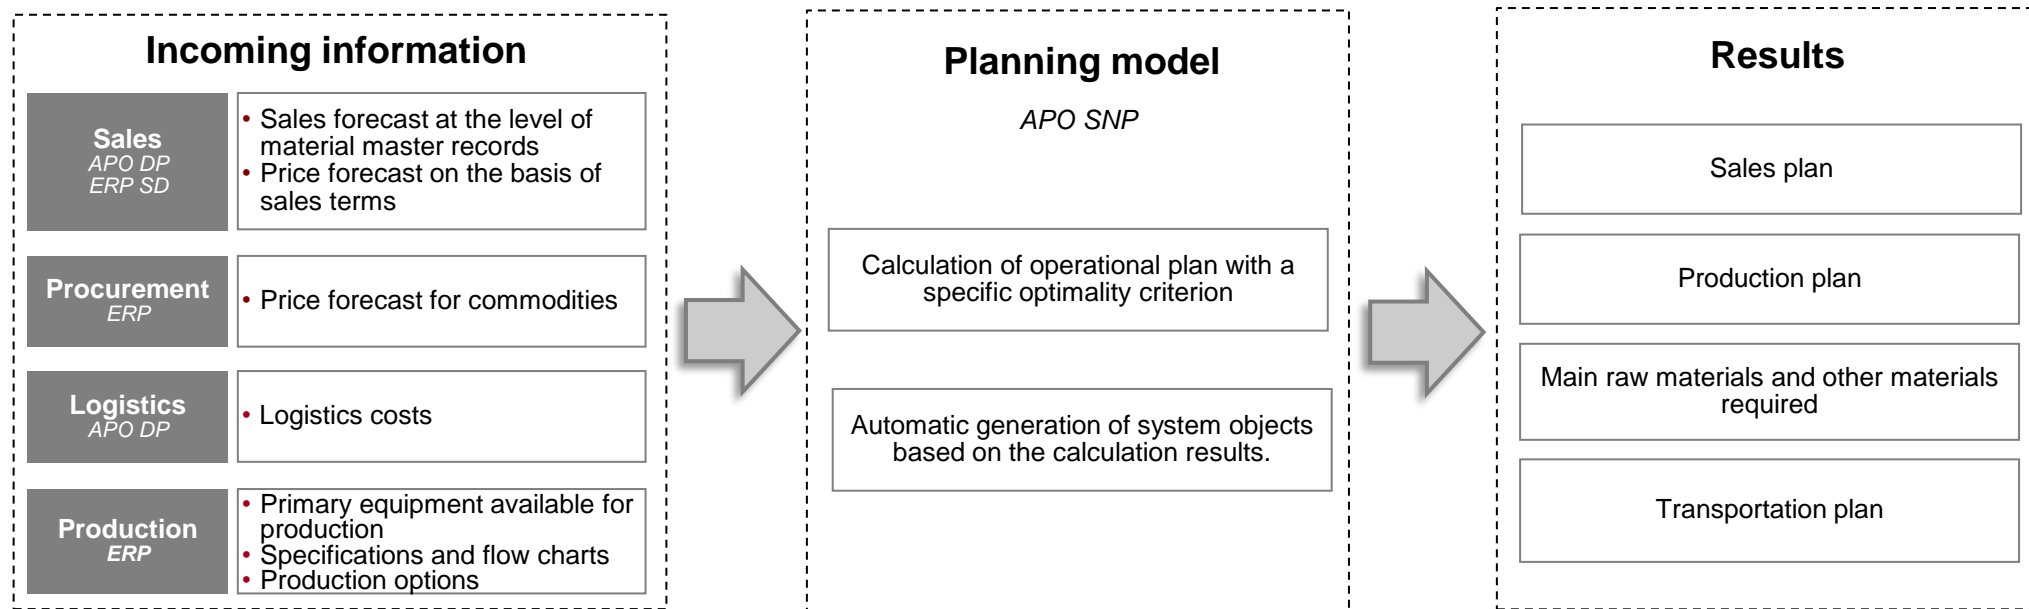 Incoming information
Sales
APO DP
ERP SD
• Sales forecast at the level of
material master records
• Price forecast on the basis of
sales terms
Procurement
ERP
• Price forecast for commodities
Logistics
APO DP
• Logistics costs
Production
ERP
• Primary equipment available for
production
• Specifications and flow charts
• Production options
Planning model
APO SNP
Calculation of operational plan with a
specific optimality criterion
Automatic generation of system objects
based on the calculation results.
Results
Sales plan
Production plan
Main raw materials and other materials
required
Transportation plan